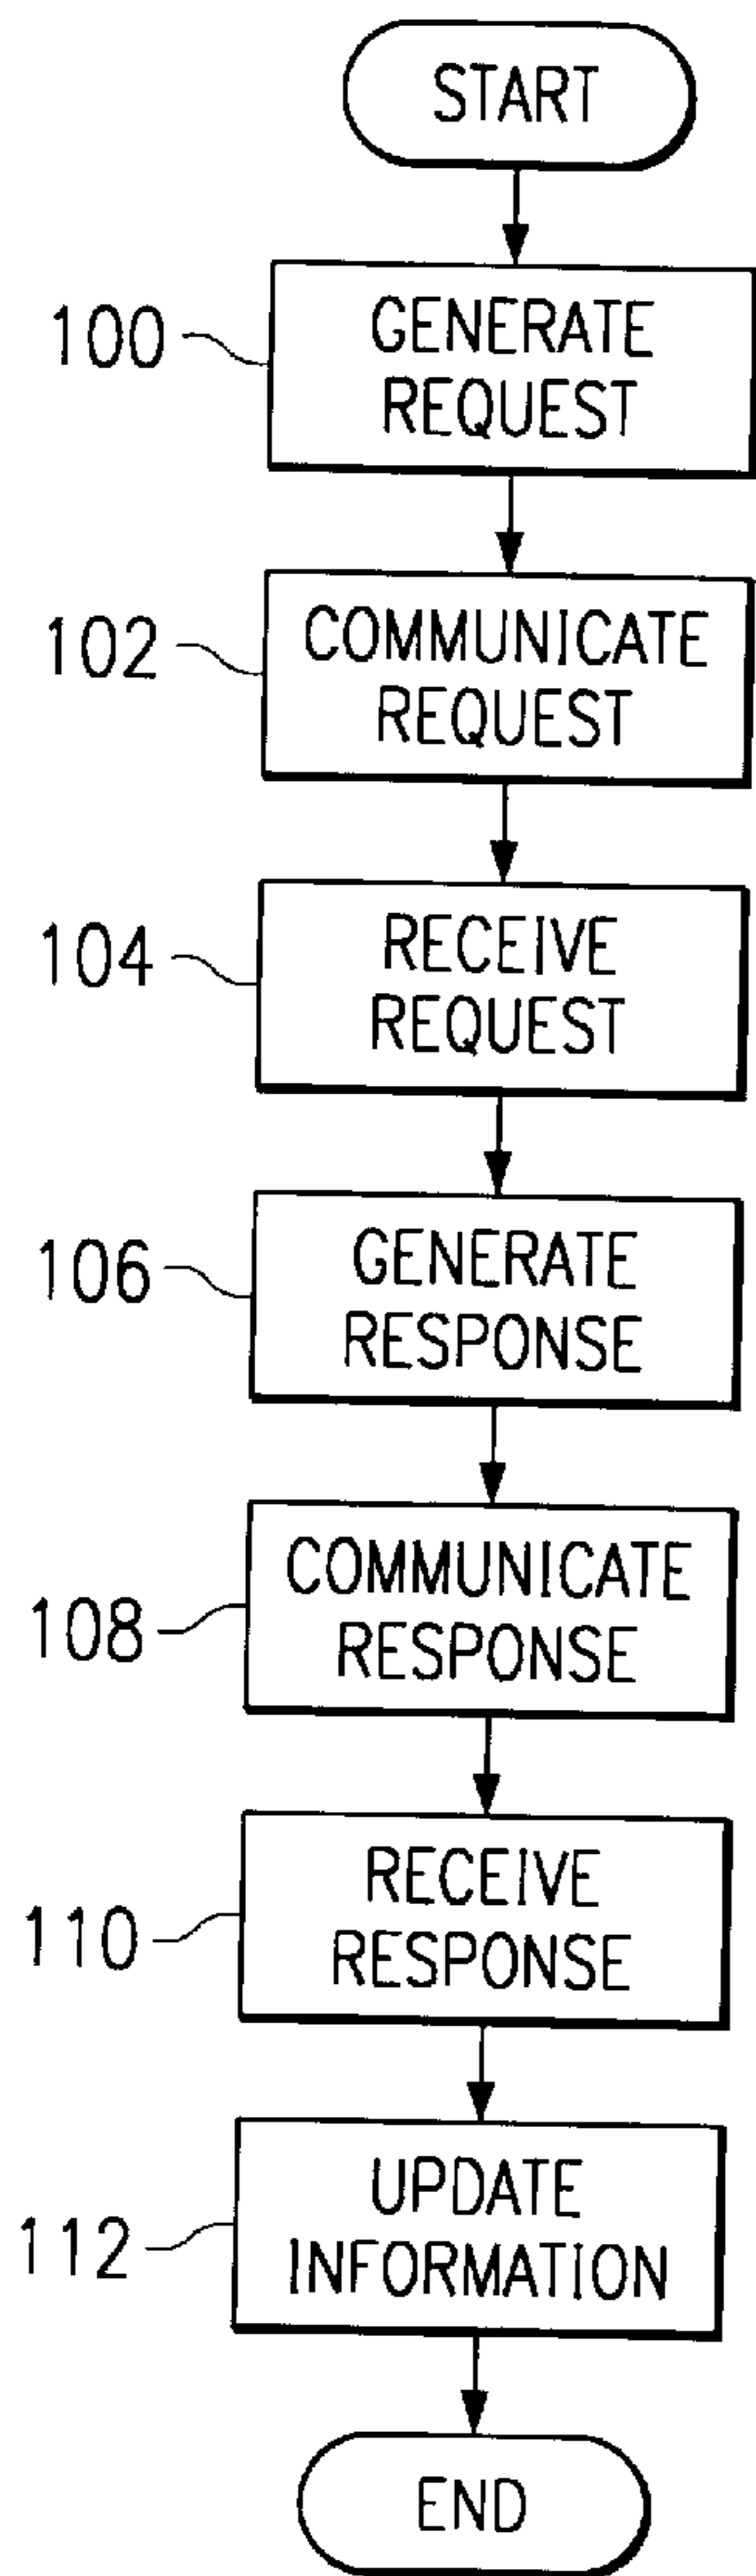 START
100
GENERATE
REQUEST
102
COMMUNICATE
REQUEST
104
RECEIVE
REQUEST
106
GENERATE
RESPONSE
108
COMMUNICATE
RESPONSE
110
RECEIVE
RESPONSE
112
UPDATE
INFORMATION
END